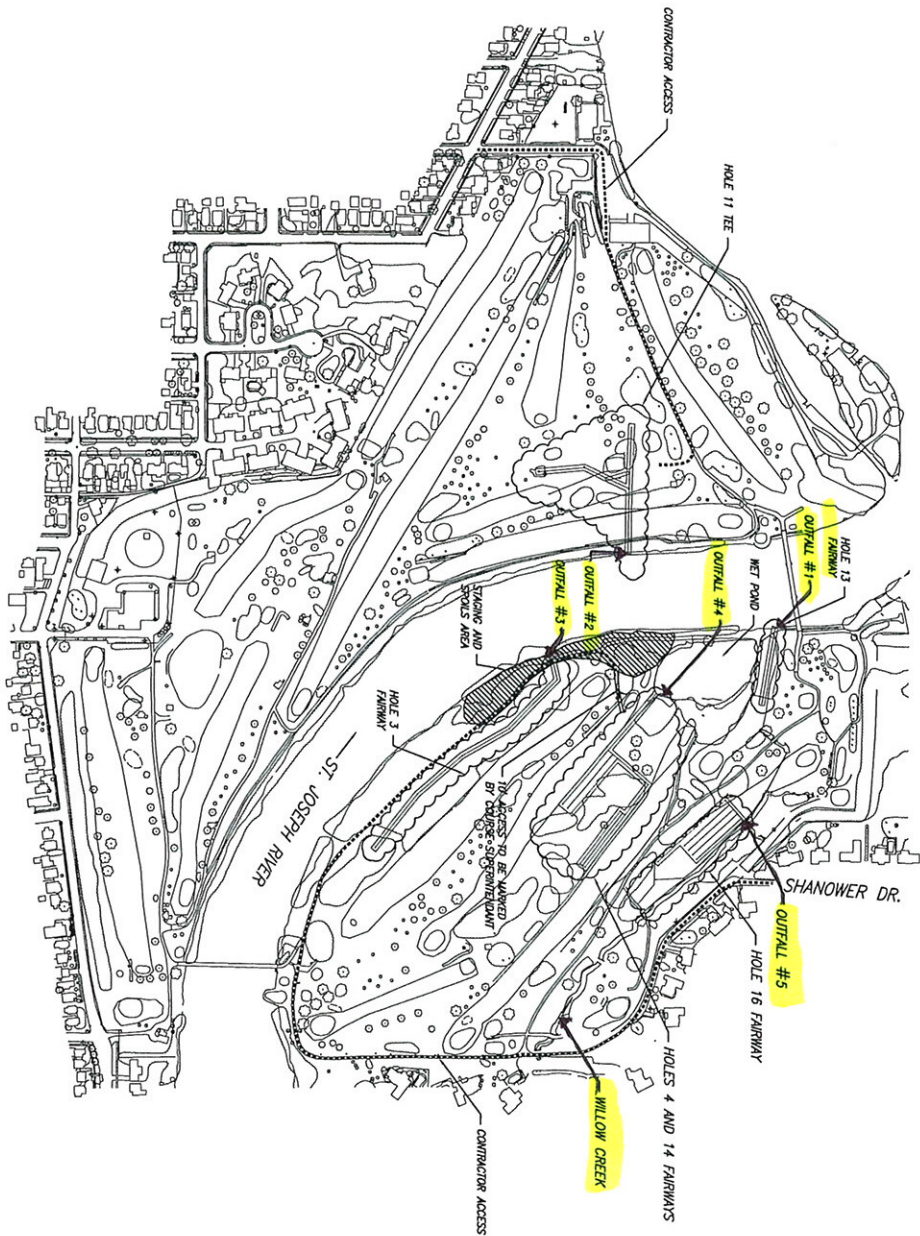 CONTRACTOR ACCESS
HOLE 11 TEE
OUTFALL #1
HOLE 13
FAIRWAY
WET POND
OUTFALL #4
OUTFALL #2
OUTFALL #3
STAGING AND
SPOILS AREA
HOLE 3
FAIRWAY
ST. JOSEPH RIVER
TO ACCESS TO BE MARKED
BY COURSE SUPERINTENDANT
SHANOWER DR.
OUTFALL #5
HOLE 16 FAIRWAY
HOLES 4 AND 14 FAIRWAYS
WILLOW CREEK
CONTRACTOR ACCESS